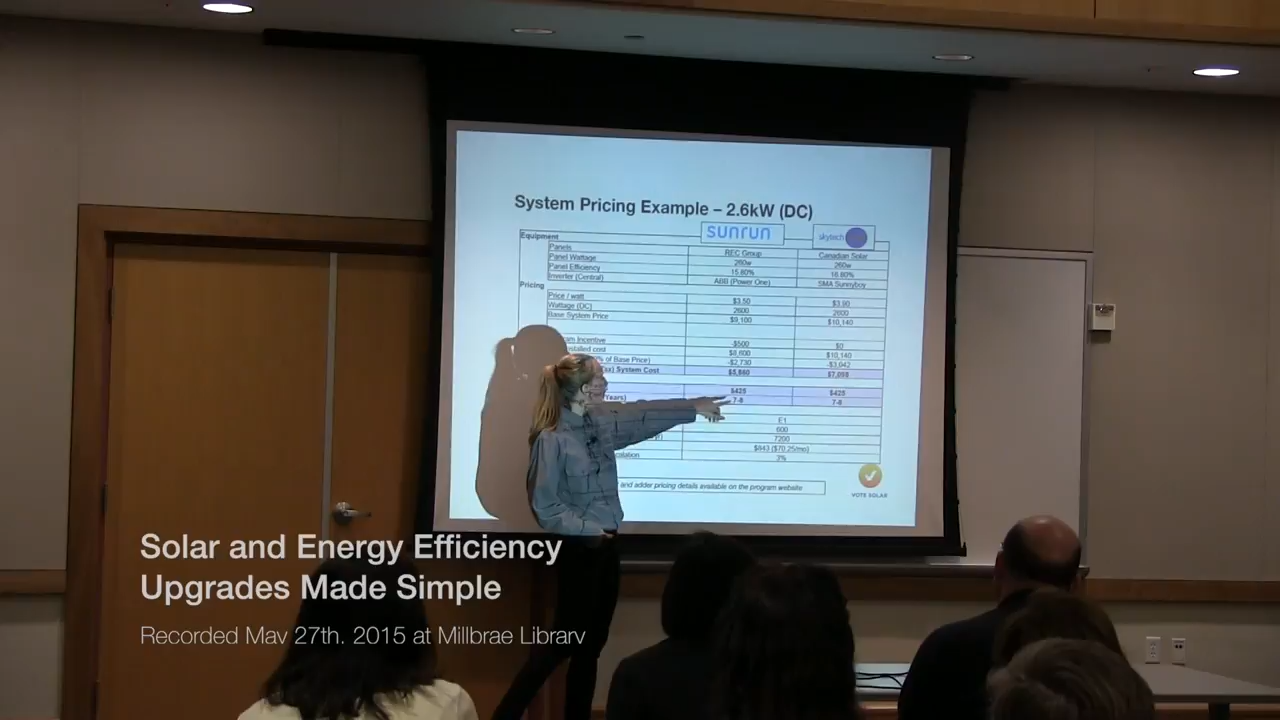 System Pricing Example – 2.6kW (DC)
sunrun
skytech
Equipment
Panels REC Group Canadian Solar
Panel Wattage 260w 260w
Panel Efficiency 15.80% 16.80%
Inverter (Central) ABB (Power One) SMA Sunnyboy
Pricing
Price / watt $3.50 $3.90
Wattage (DC) 2600 2600
Base System Price $9,100 $10,140
Incentive -$500 $0
cost $8,600 $10,140
of Base Price) -$2,730 -$3,042
System Cost $7,098
$425 $425
Years) 7-8 7-8
E1
600
7200
$843 ($70.25/mo)
3%
and adder pricing details available on the program website
VOTE SOLAR
Solar and Energy Efficiency
Upgrades Made Simple
Recorded May 27th, 2015 at Millbrae Library